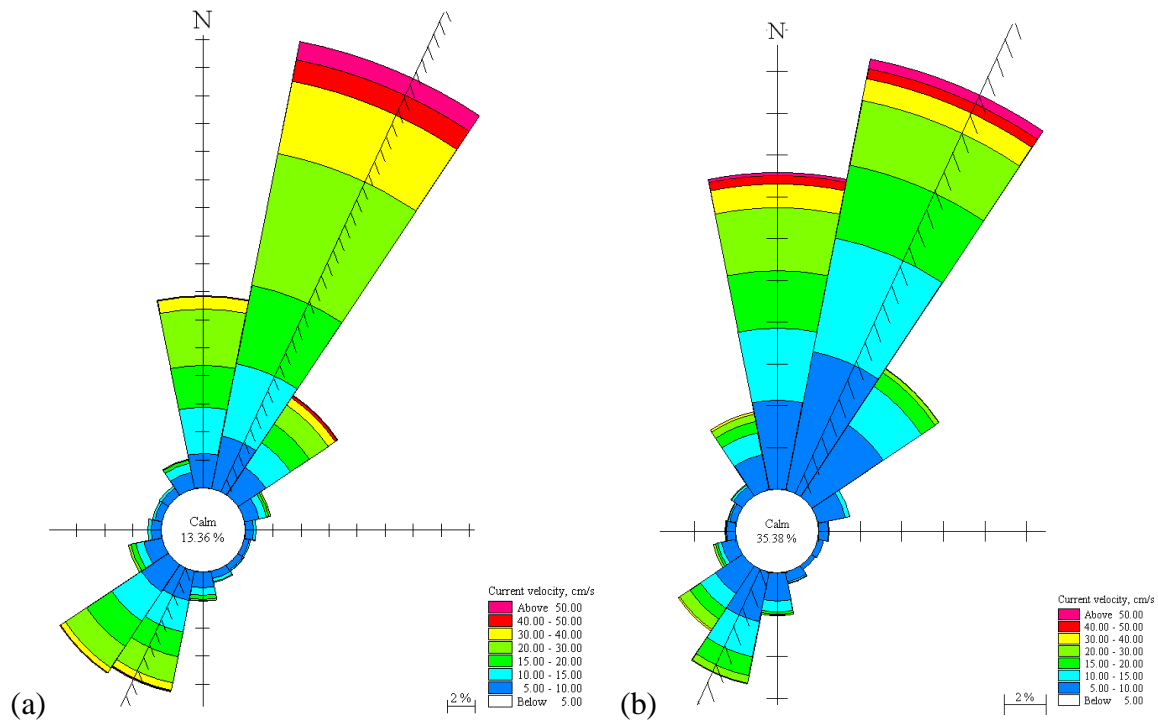 N
Calm
13.36 %
Current velocity, cm/s
Above 50.00
40.00 - 50.00
30.00 - 40.00
20.00 - 30.00
15.00 - 20.00
10.00 - 15.00
5.00 - 10.00
Below 5.00
2 %
(a)
N
Calm
35.38 %
Current velocity, cm/s
Above 50.00
40.00 - 50.00
30.00 - 40.00
20.00 - 30.00
15.00 - 20.00
10.00 - 15.00
5.00 - 10.00
Below 5.00
2 %
(b)